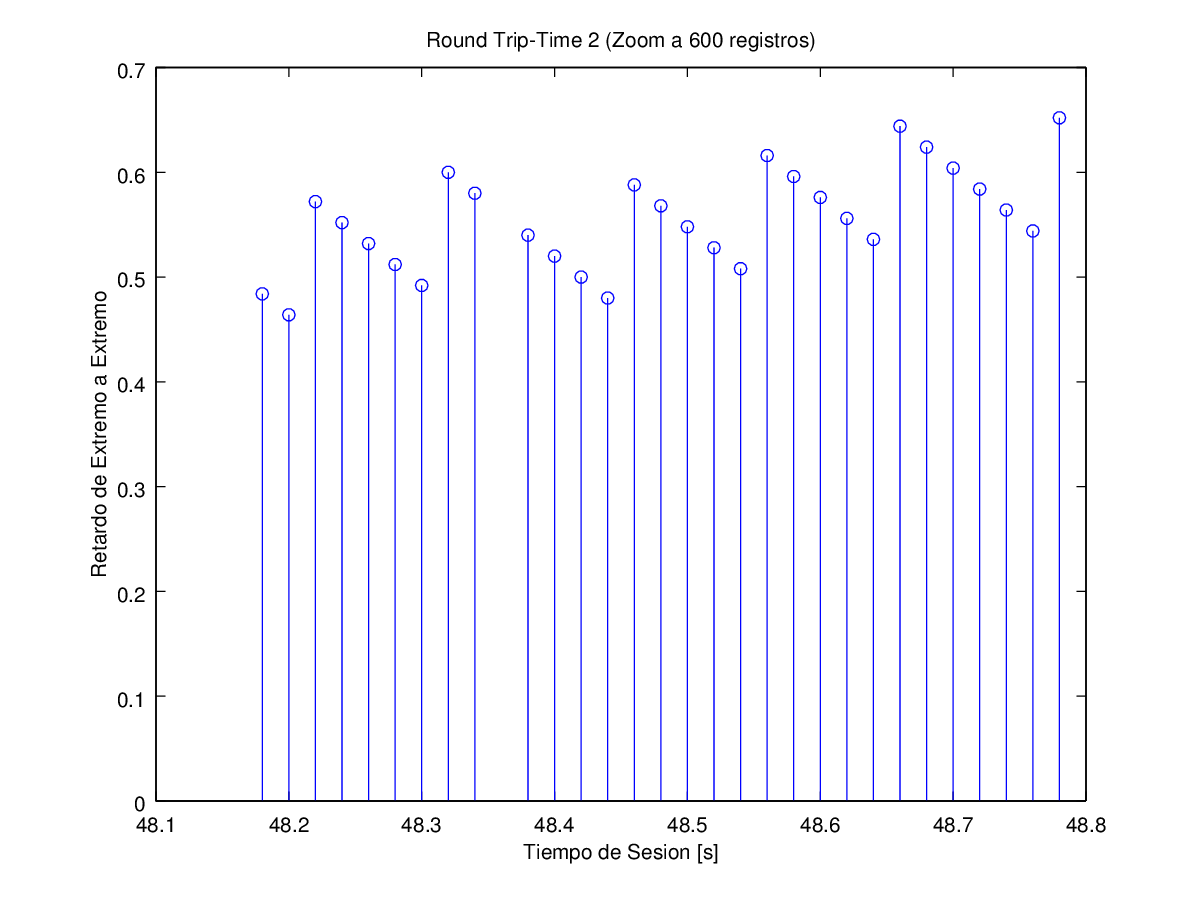 Round Trip-Time 2 (Zoom a 600 registros)
0.7
0.6
0.5
0.4
0.3
0.2
0.1
0
Retardo de Extremo a Extremo
48.1 48.2 48.3 48.4 48.5 48.6 48.7 48.8
Tiempo de Sesion [s]